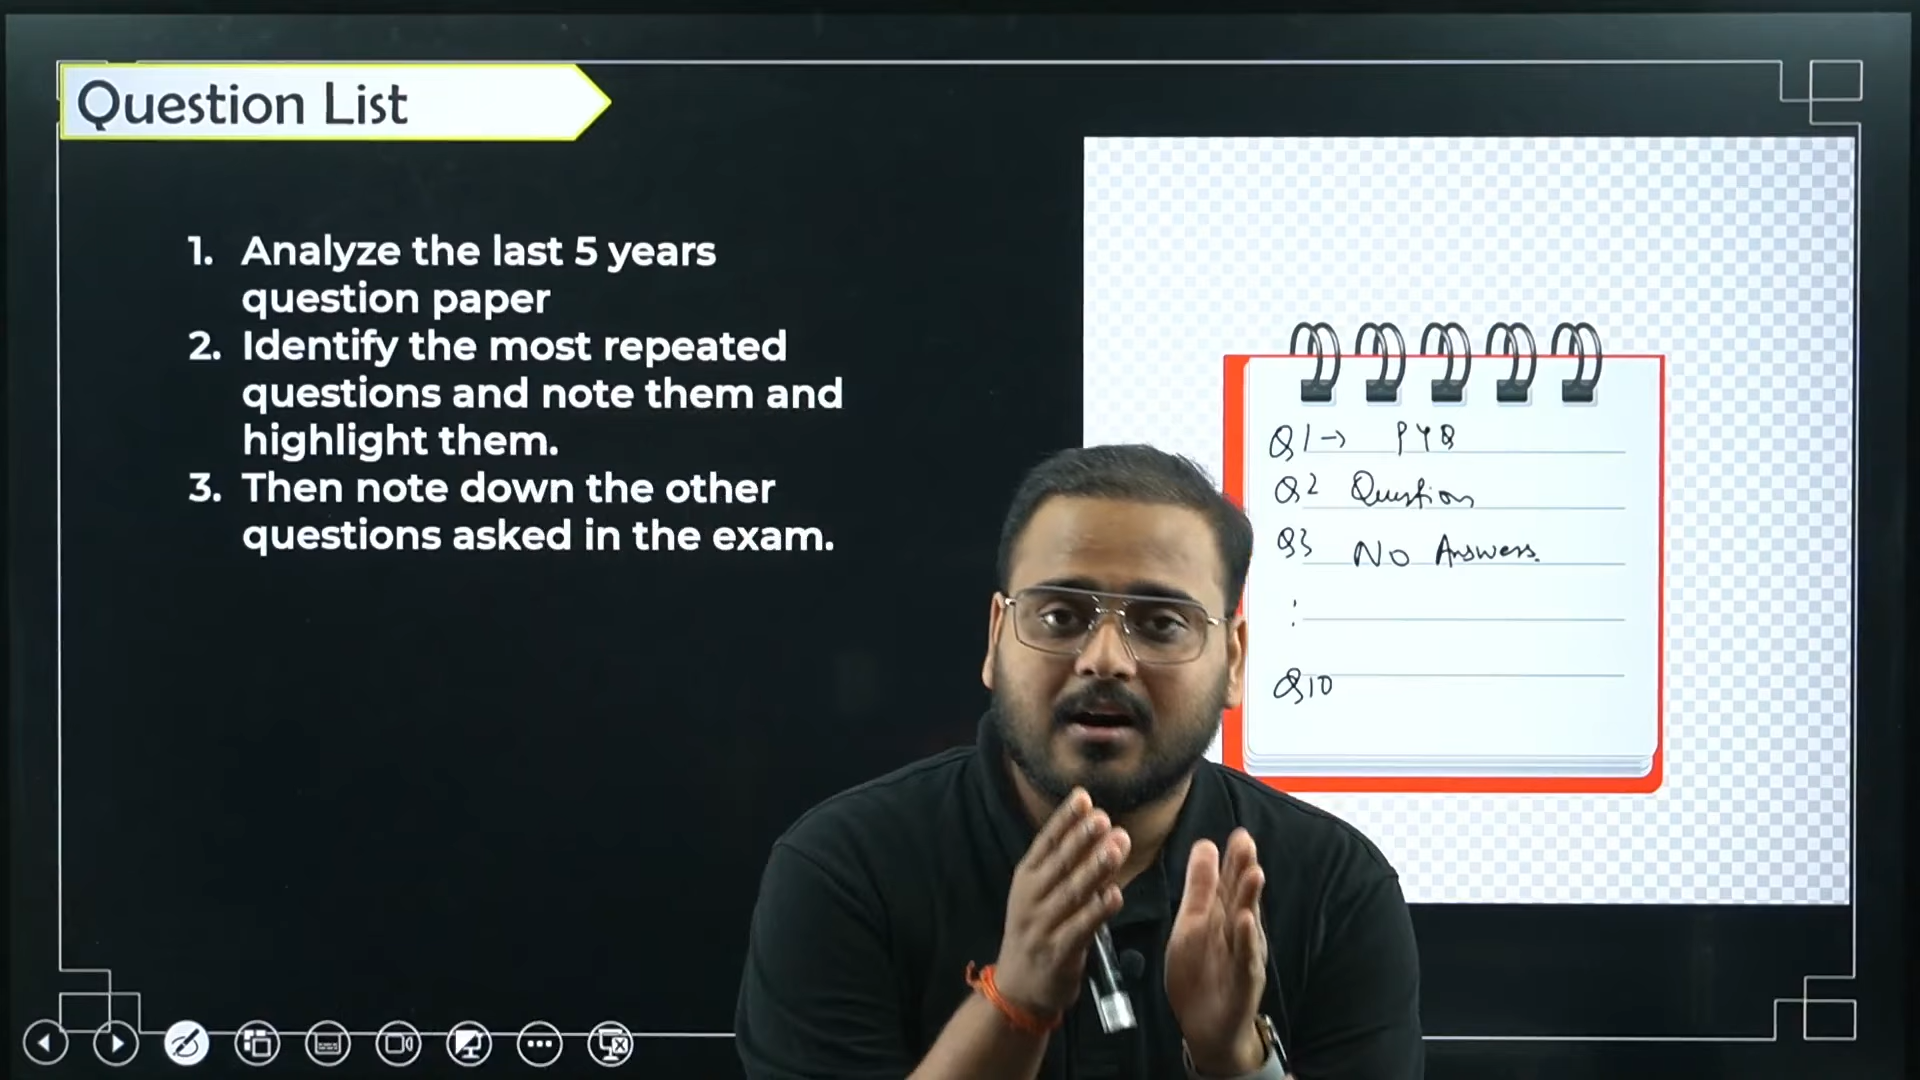 Question List
1. Analyze the last 5 years
question paper
2. Identify the most repeated
questions and note them and
highlight them.
3. Then note down the other
questions asked in the exam.
Q1→ PYQ
Q2 Question
Q3 No Answers.
:
Q10